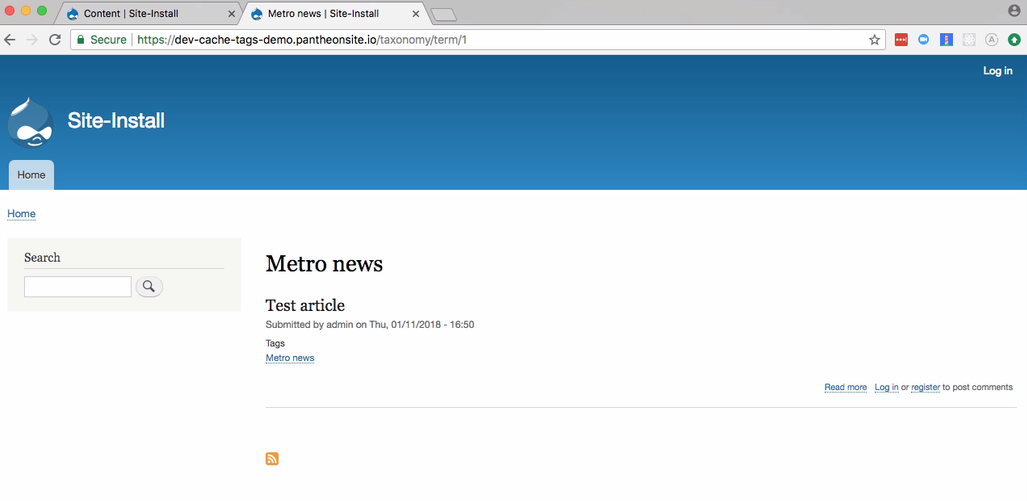 Content | Site-Install
Metro news | Site-Install
Secure https://dev-cache-tags-demo.pantheonsite.io/taxonomy/term/1
Log in
Site-Install
Home
Home
Search
Metro news
Test article
Submitted by admin on Thu, 01/11/2018 - 16:50
Tags
Metro news
Read more Log in or register to post comments